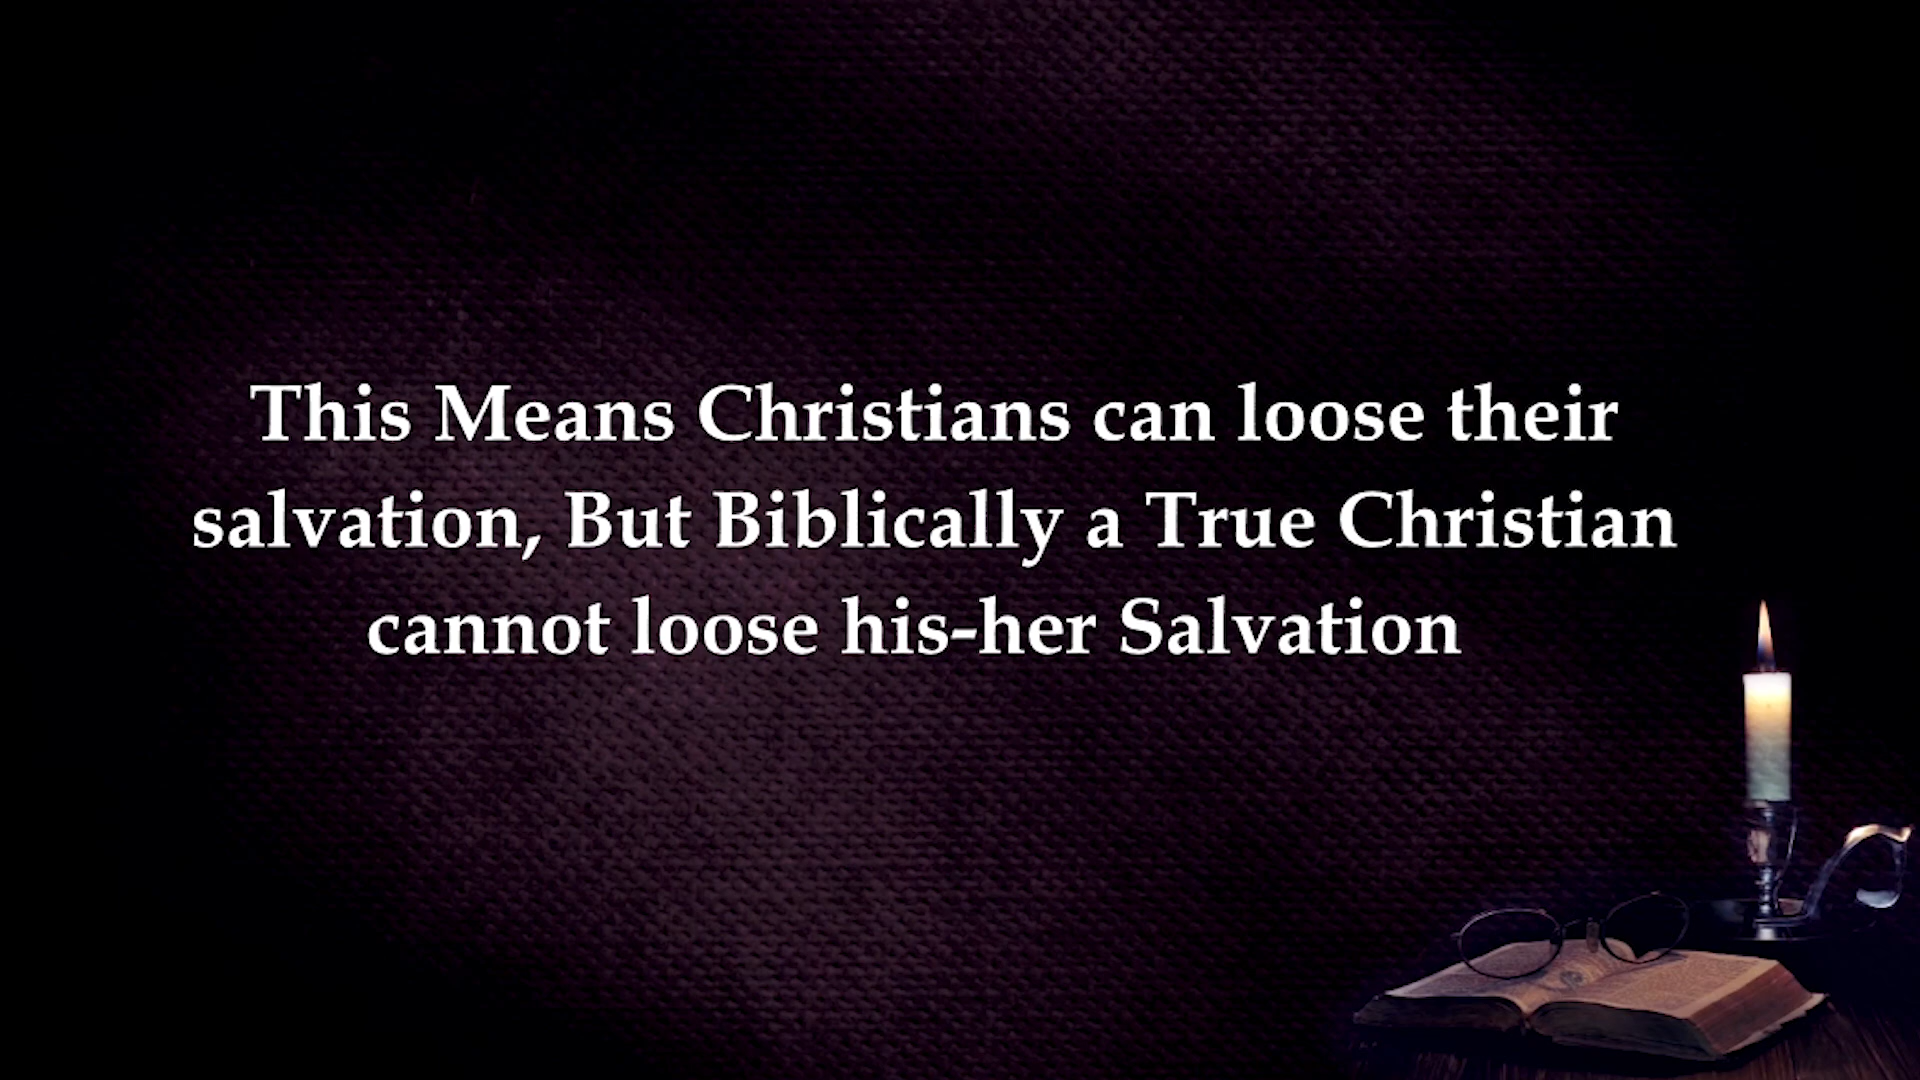 This Means Christians can loose their
salvation, But Biblically a True Christian
cannot loose his-her Salvation